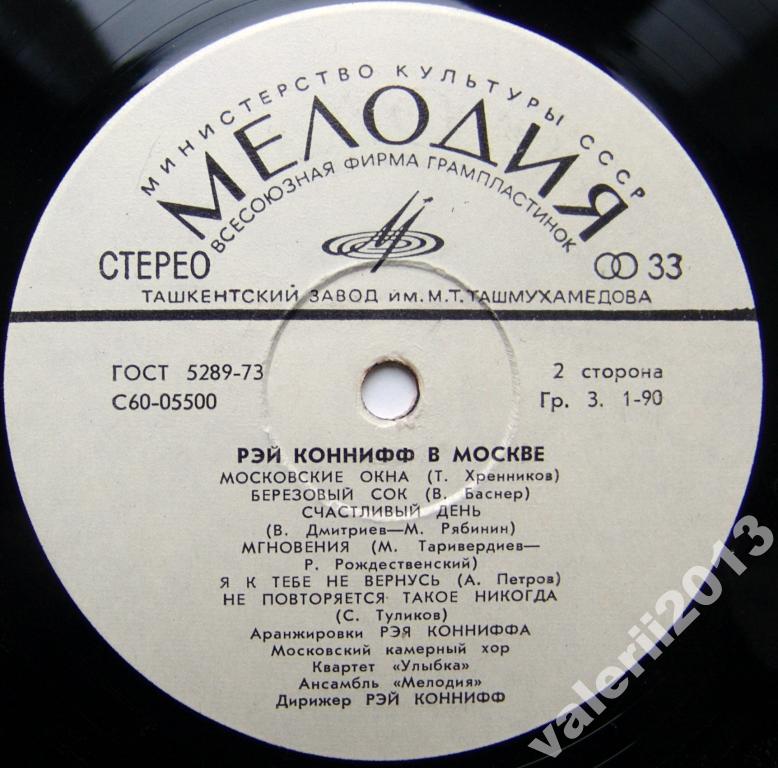 МИНИСТЕРСТВО КУЛЬТУРЫ СССР
МЕЛОДИЯ
ВСЕСОЮЗНАЯ ФИРМА ГРАМПЛАСТИНОК
СТЕРЕО 33
ТАШКЕНТСКИЙ ЗАВОД им. М.Т.ТАШМУХАМЕДОВА
ГОСТ 5289-73 2 сторона
С60-05500 Гр. 3. 1-90
РЭЙ КОННИФФ В МОСКВЕ
МОСКОВСКИЕ ОКНА (Т. Хренников)
БЕРЕЗОВЫЙ СОК (В. Баснер)
СЧАСТЛИВЫЙ ДЕНЬ
(В. Дмитриев—М. Рябинин)
МГНОВЕНИЯ (М. Таривердиев—
Р. Рождественский)
Я К ТЕБЕ НЕ ВЕРНУСЬ (А. Петров)
НЕ ПОВТОРЯЕТСЯ ТАКОЕ НИКОГДА
(С. Туликов)
Аранжировки РЭЯ КОННИФФА
Московский камерный хор
Квартет «Улыбка»
Ансамбль «Мелодия»
Дирижер РЭЙ КОННИФФ
valerii2013